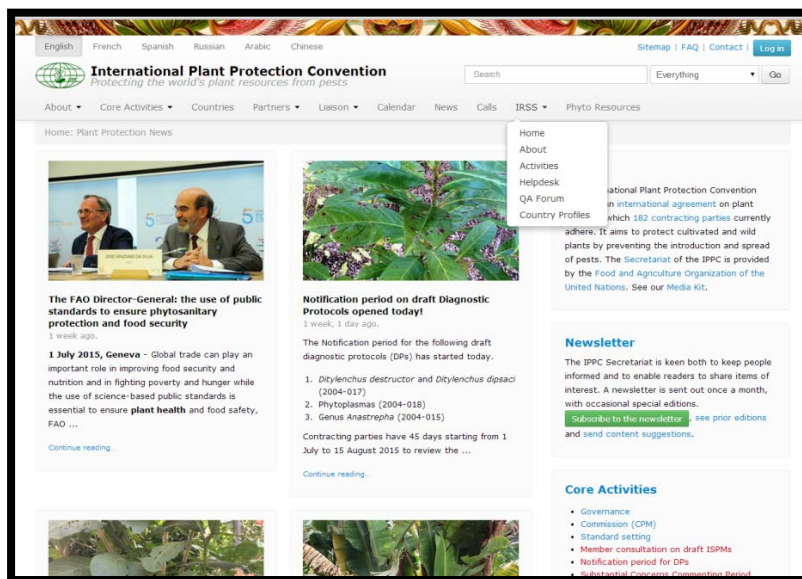 English French Spanish Russian Arabic Chinese
Sitemap | FAQ | Contact | Log in
International Plant Protection Convention
Protecting the world's plant resources from pests
Search
Everything
Go
About Core Activities Countries Partners Liaison Calendar News Calls IRSS Phyto Resources
Home: Plant Protection News
Home
About
Activities
Helpdesk
QA Forum
Country Profiles
JOSÉ GRAZIANO DA SILVA
The FAO Director-General: the use of public
standards to ensure phytosanitary
protection and food security
1 week ago.
1 July 2015, Geneva - Global trade can play an
important role in improving food security and
nutrition and in fighting poverty and hunger while
the use of science-based public standards is
essential to ensure plant health and food safety,
FAO ...
Continue reading..
Notification period on draft Diagnostic
Protocols opened today!
1 week, 1 day ago.
The Notification period for the following draft
diagnostic protocols (DPs) has started today.
1. Ditylenchus destructor and Ditylenchus dipsaci
(2004-017)
2. Phytoplasmas (2004-018)
3. Genus Anastrepha (2004-015)
Contracting parties have 45 days starting from 1
July to 15 August 2015 to review the ...
Continue reading..
national Plant Protection Convention
n international agreement on plant
which 182 contracting parties currently
adhere. It aims to protect cultivated and wild
plants by preventing the introduction and spread
of pests. The Secretariat of the IPPC is provided
by the Food and Agriculture Organization of the
United Nations. See our Media Kit.
Newsletter
The IPPC Secretariat is keen both to keep people
informed and to enable readers to share items of
interest. A newsletter is sent out once a month,
with occasional special editions.
Subscribe to the newsletter , see prior editions
and send content suggestions.
Core Activities
• Governance
• Commission (CPM)
• Standard setting
• Member consultation on draft ISPMs
• Notification period for DPs
• Substantial Concerns Commenting Period